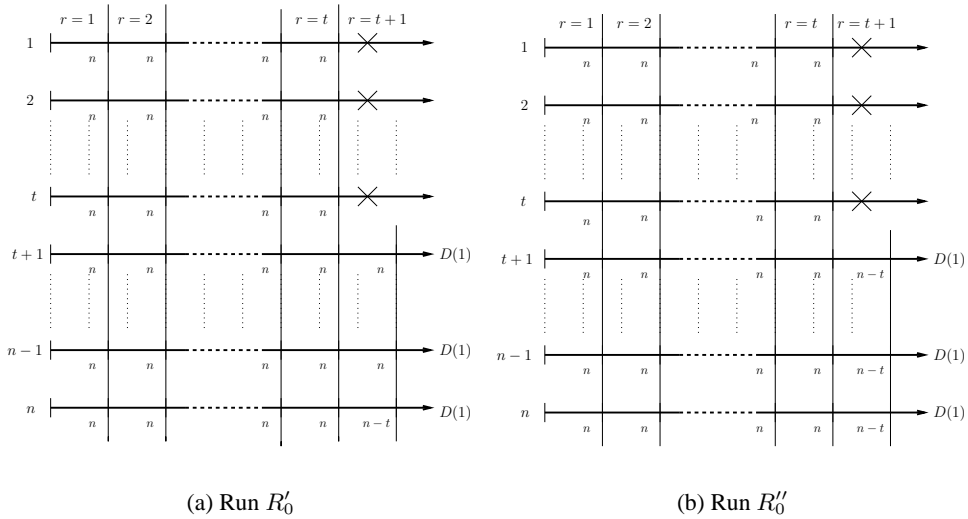 r = 1 r = 2 r = t r = t + 1
1
n n n n
2
n n n n
t
n n n n
t + 1 D(1)
n n n n n
n − 1 D(1)
n n n n n
n D(1)
n n n n n − t
(a) Run R′₀
r = 1 r = 2 r = t r = t + 1
1
n n n n
2
n n n n
t
n n n n
t + 1 D(1)
n n n n n − t
n − 1 D(1)
n n n n n − t
n D(1)
n n n n n − t
(b) Run R′′₀